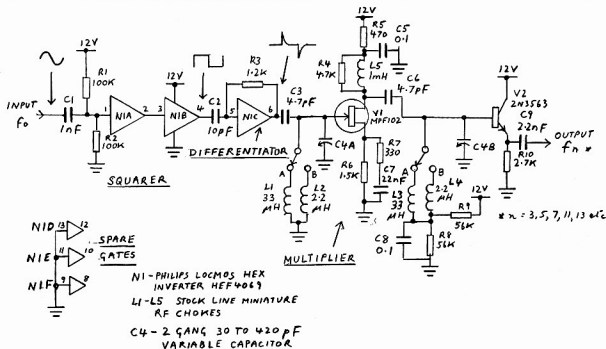 12V
R5
470
C5
0.1
12V
R1
100K
12V
R3
1.2K
R4
4.7K
L5
1mH
C6
4.7pF
12V
V2
2N3563
INPUT
fo
C1
1nF
1
N1A
2
3
N1B
4
C2
10pF
5
N1C
6
C3
4.7pF
V1
MPF102
C9
2.2nF
OUTPUT
fn *
R2
100K
DIFFERENTIATOR
C4A
R7
330
C4B
R10
2.7K
SQUARER
A
B
R6
1.5K
C7
22nF
A
B
L4
12V
L1
33
μH
L2
2.2
μH
L3
33
μH
2.2
μH
R9
56K
* n = 3, 5, 7, 11, 13 etc
N1D
13
12
SPARE
GATES
N1E
11
10
N1F
9
8
MULTIPLIER
C8
0.1
R8
56K
N1-PHILIPS LOCMOS HEX
INVERTER HEF4069
L1-L5 STOCK LINE MINIATURE
RF CHOKES
C4-2 GANG 30 TO 420pF
VARIABLE CAPACITOR